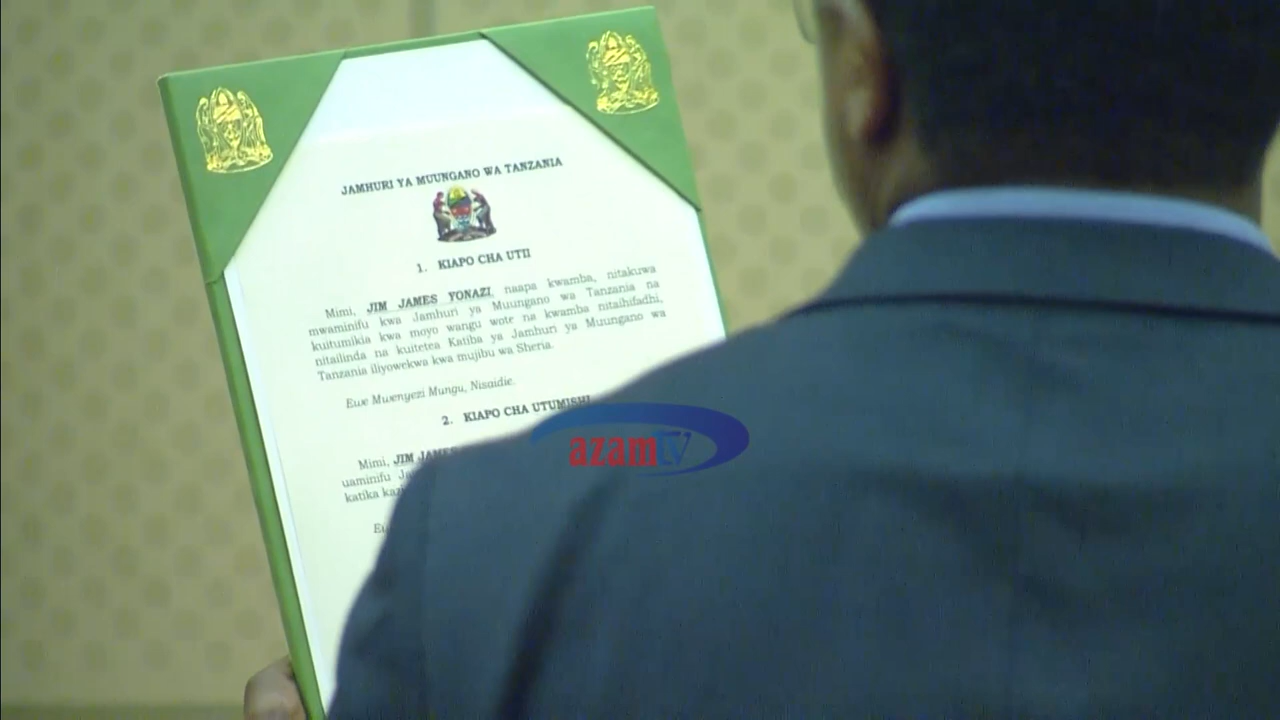 JAMHURI YA MUUNGANO WA TANZANIA
1. KIAPO CHA UTII
Mimi, JIM JAMES YONAZI, naapa kwamba, nitakuwa
mwaminifu kwa Jamhuri ya Muungano wa Tanzania na
kuitumikia kwa moyo wangu wote na kwamba nitaihifadhi,
nitailinda na kuitetea Katiba ya Jamhuri ya Muungano wa
Tanzania iliyowekwa kwa mujibu wa Sheria.
Ewe Mwenyezi Mungu, Nisaidie.
2. KIAPO CHA UTUMISHI
Mimi, JIM JAMES
uaminifu
katika
azamtv